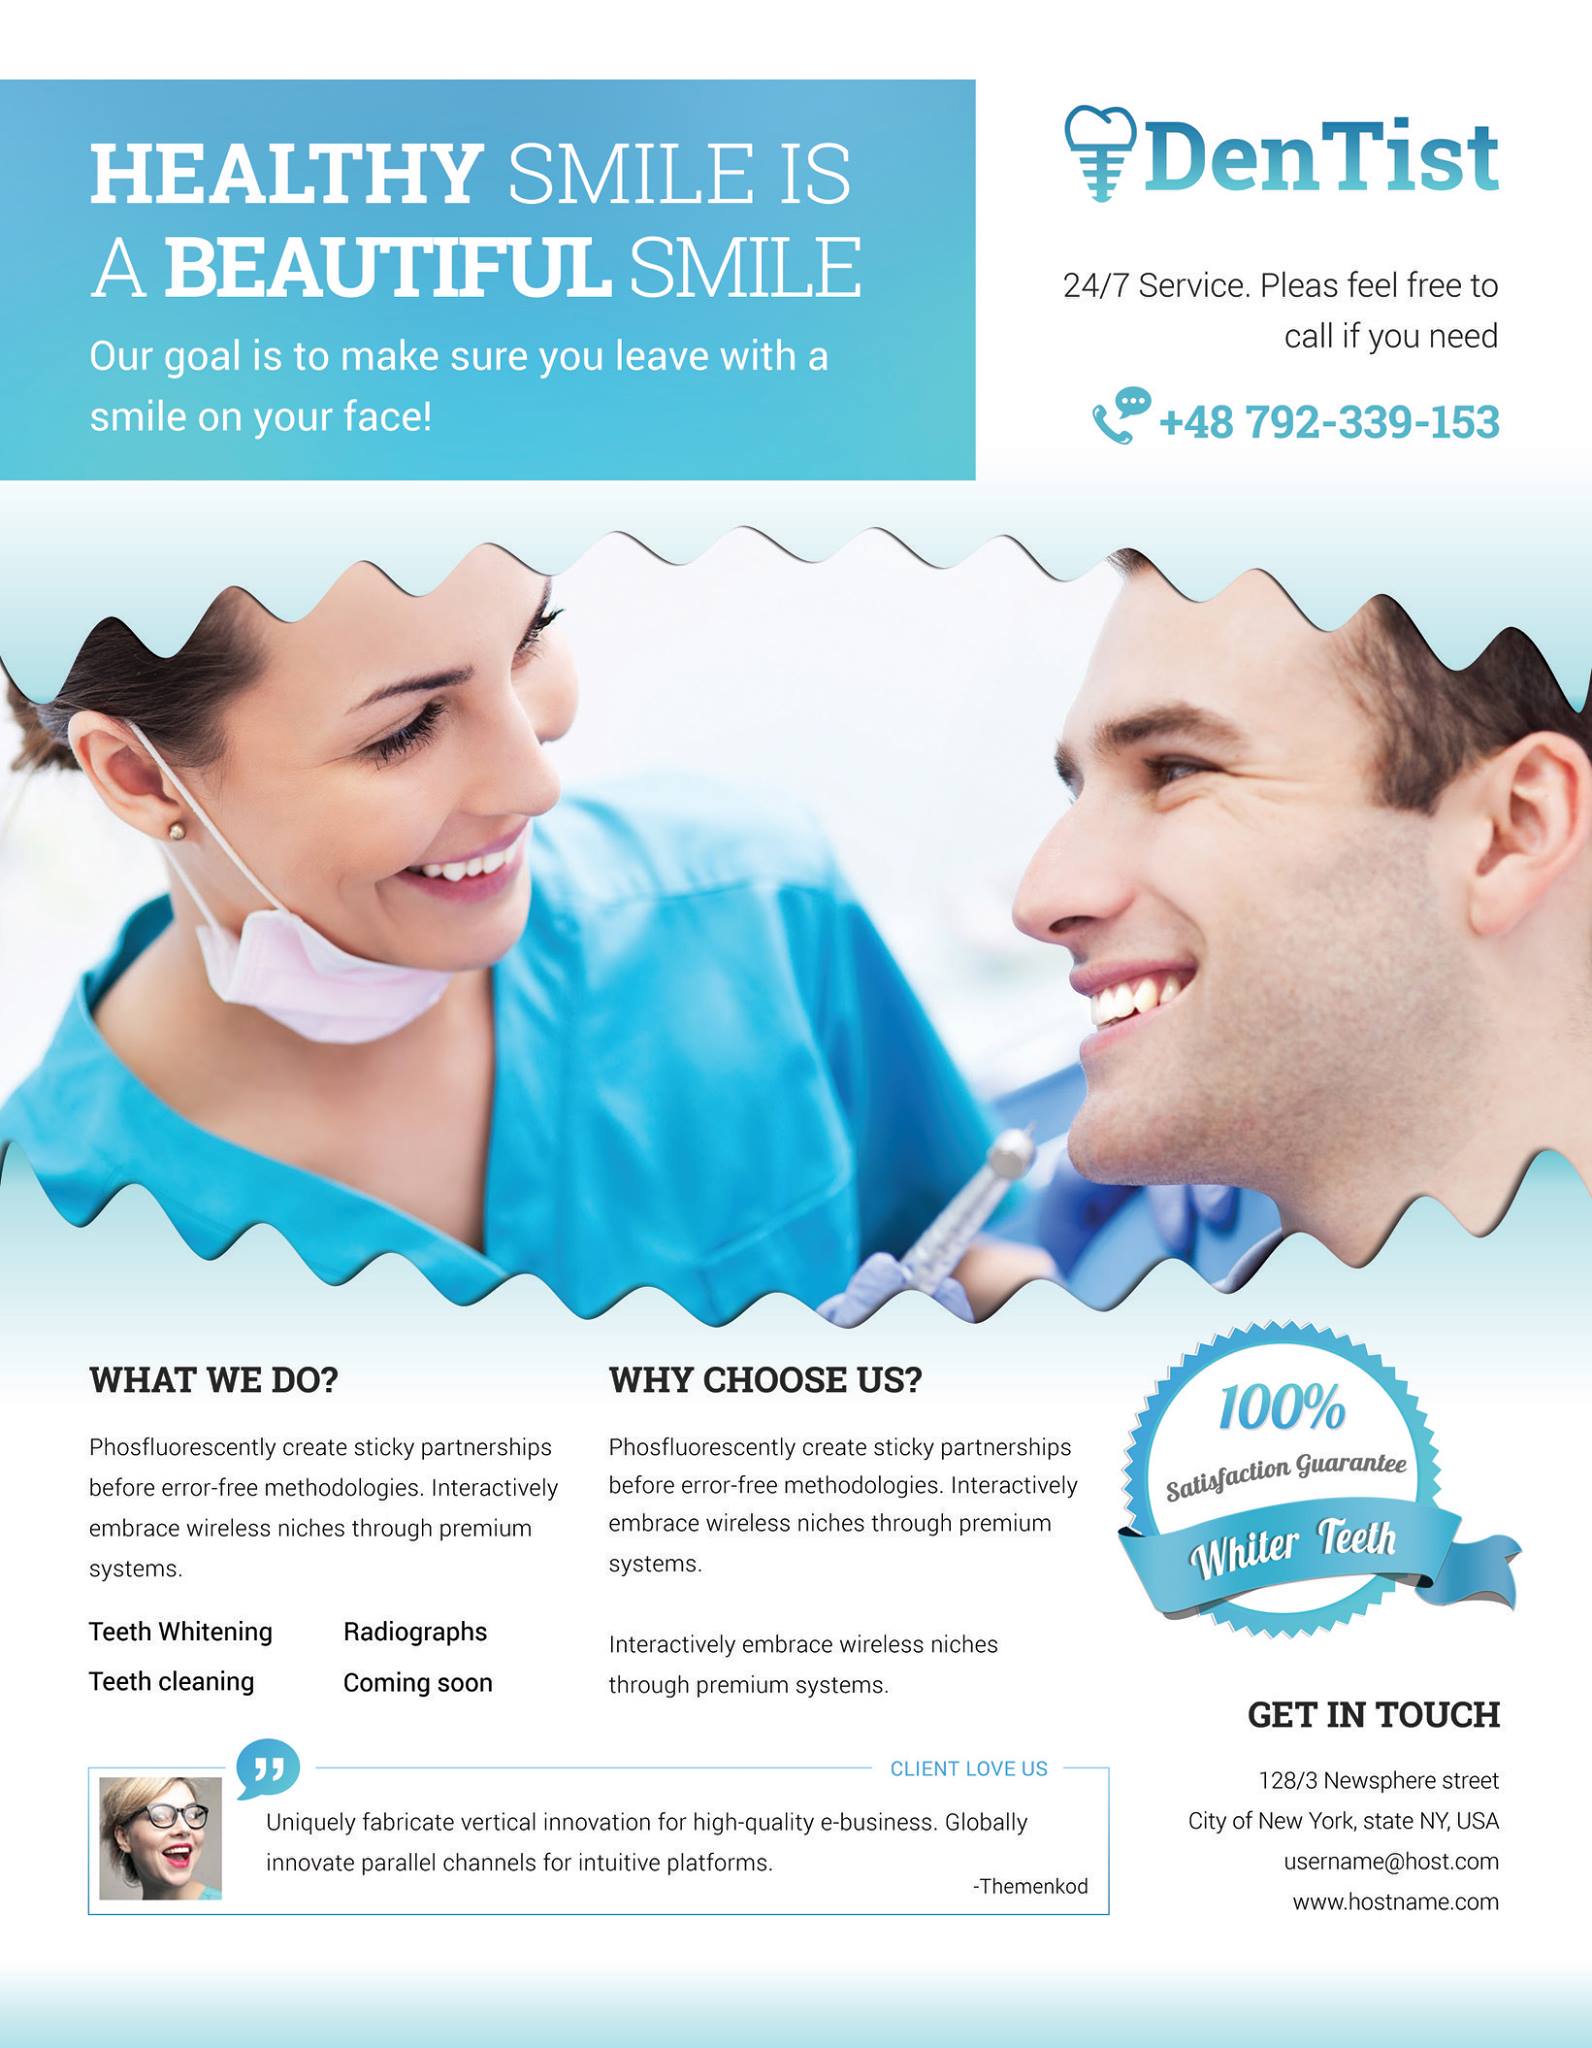 HEALTHY SMILE IS
A BEAUTIFUL SMILE
Our goal is to make sure you leave with a
smile on your face!
DenTist
24/7 Service. Pleas feel free to
call if you need
+48 792-339-153
WHAT WE DO?
Phosfluorescently create sticky partnerships
before error-free methodologies. Interactively
embrace wireless niches through premium
systems.
Teeth Whitening
Radiographs
Teeth cleaning
Coming soon
WHY CHOOSE US?
Phosfluorescently create sticky partnerships
before error-free methodologies. Interactively
embrace wireless niches through premium
systems.
Interactively embrace wireless niches
through premium systems.
100%
Satisfaction Guarantee
Whiter Teeth
CLIENT LOVE US
Uniquely fabricate vertical innovation for high-quality e-business. Globally
innovate parallel channels for intuitive platforms.
-Themenkod
GET IN TOUCH
128/3 Newsphere street
City of New York, state NY, USA
username@host.com
www.hostname.com